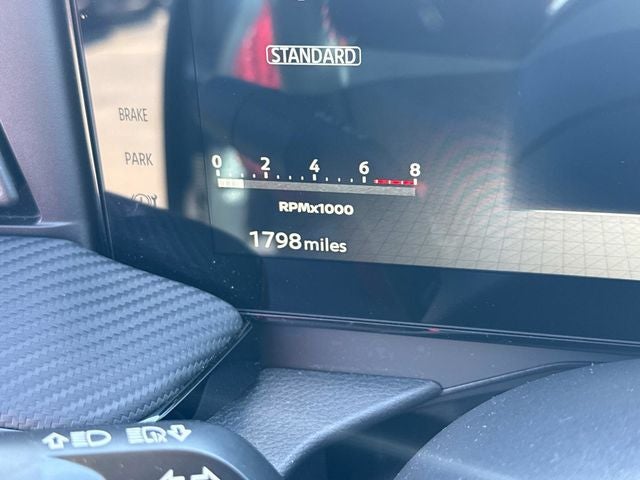 STANDARD
BRAKE
PARK
0 2 4 6 8
RPMx1000
1798 miles